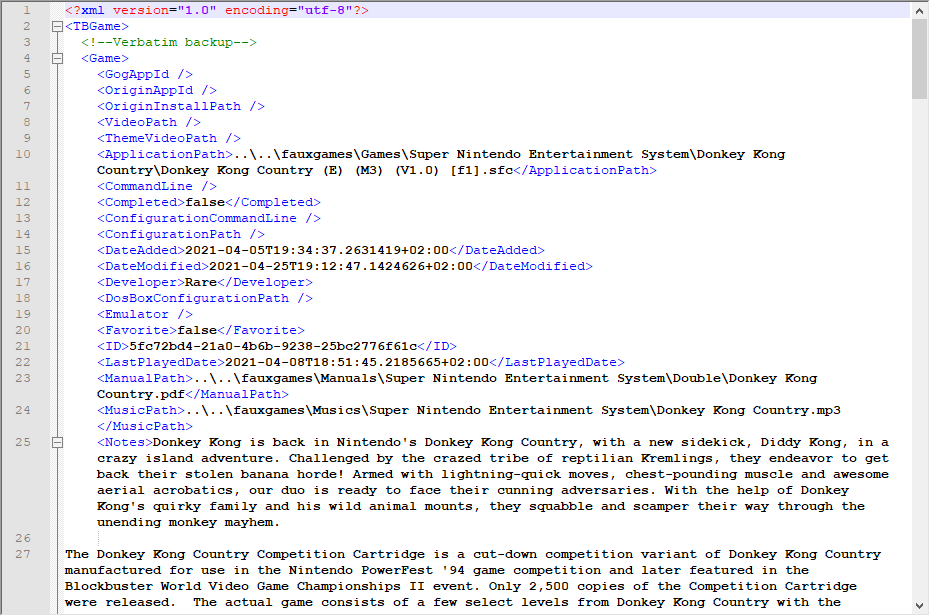 1 <?xml version="1.0" encoding="utf-8"?>
2 <TBGame>
3 <!--Verbatim backup-->
4 <Game>
5 <GogAppId />
6 <OriginAppId />
7 <OriginInstallPath />
8 <VideoPath />
9 <ThemeVideoPath />
10 <ApplicationPath>..\..\fauxgames\Games\Super Nintendo Entertainment System\Donkey Kong
Country\Donkey Kong Country (E) (M3) (V1.0) [f1].sfc</ApplicationPath>
11 <CommandLine />
12 <Completed>false</Completed>
13 <ConfigurationCommandLine />
14 <ConfigurationPath />
15 <DateAdded>2021-04-05T19:34:37.2631419+02:00</DateAdded>
16 <DateModified>2021-04-25T19:12:47.1424626+02:00</DateModified>
17 <Developer>Rare</Developer>
18 <DosBoxConfigurationPath />
19 <Emulator />
20 <Favorite>false</Favorite>
21 <ID>5fc72bd4-21a0-4b6b-9238-25bc2776f61c</ID>
22 <LastPlayedDate>2021-04-08T18:51:45.2185665+02:00</LastPlayedDate>
23 <ManualPath>..\..\fauxgames\Manuals\Super Nintendo Entertainment System\Double\Donkey Kong
Country.pdf</ManualPath>
24 <MusicPath>..\..\fauxgames\Musics\Super Nintendo Entertainment System\Donkey Kong Country.mp3
</MusicPath>
25 <Notes>Donkey Kong is back in Nintendo's Donkey Kong Country, with a new sidekick, Diddy Kong, in a
crazy island adventure. Challenged by the crazed tribe of reptilian Kremlings, they endeavor to get
back their stolen banana horde! Armed with lightning-quick moves, chest-pounding muscle and awesome
aerial acrobatics, our duo is ready to face their cunning adversaries. With the help of Donkey
Kong's quirky family and his wild animal mounts, they squabble and scamper their way through the
unending monkey mayhem.
26
27 The Donkey Kong Country Competition Cartridge is a cut-down competition variant of Donkey Kong Country
manufactured for use in the Nintendo PowerFest '94 game competition and later featured in the
Blockbuster World Video Game Championships II event. Only 2,500 copies of the Competition Cartridge
were released.  The actual game consists of a few select levels from Donkey Kong Country with the